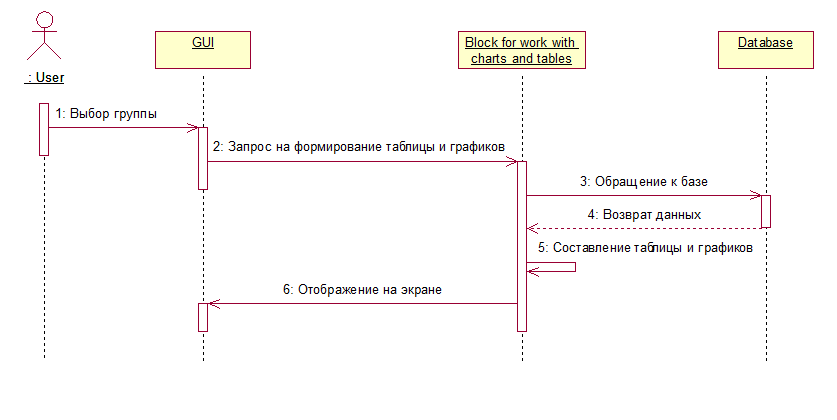 GUI
Block for work with
charts and tables
Database
: User
1: Выбор группы
2: Запрос на формирование таблицы и графиков
3: Обращение к базе
4: Возврат данных
5: Составление таблицы и графиков
6: Отображение на экране